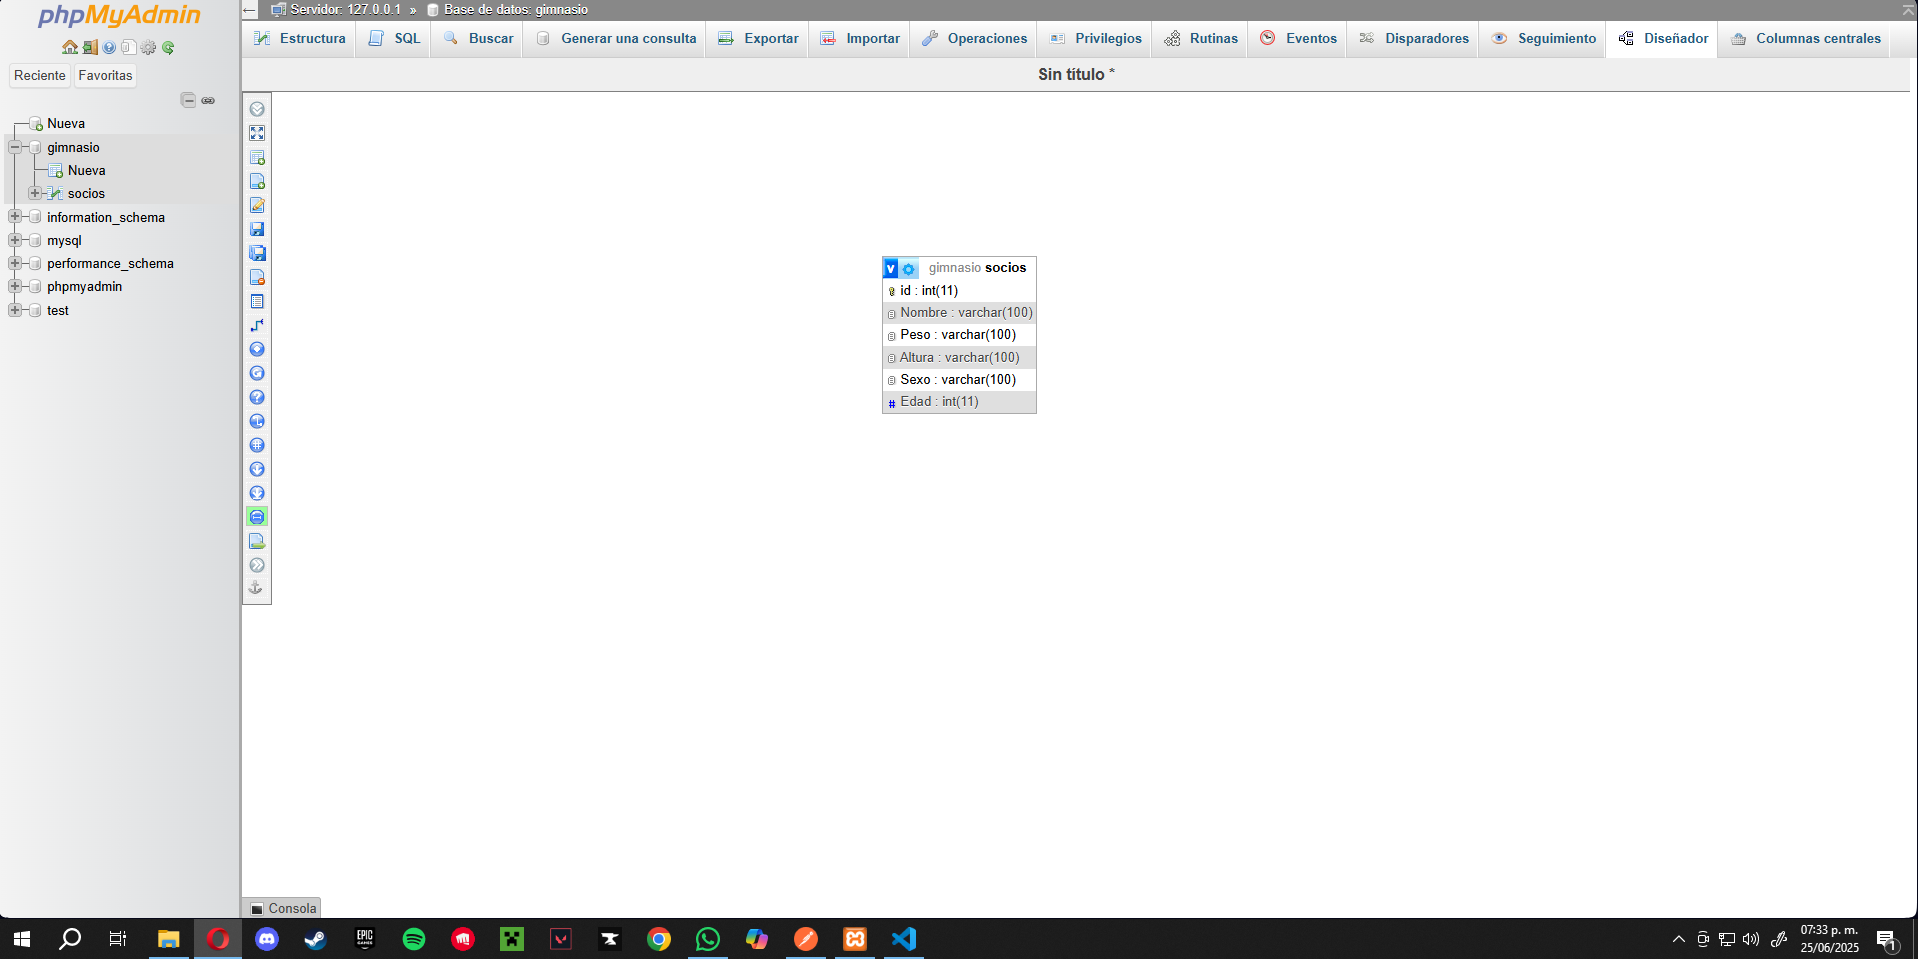 phpMyAdmin
Reciente
Favoritas
Nueva
gimnasio
Nueva
socios
information_schema
mysql
performance_schema
phpmyadmin
test
Servidor: 127.0.0.1 » Base de datos: gimnasio
Estructura
SQL
Buscar
Generar una consulta
Exportar
Importar
Operaciones
Privilegios
Rutinas
Eventos
Disparadores
Seguimiento
Diseñador
Columnas centrales
Sin título *
v gimnasio socios
id : int(11)
Nombre : varchar(100)
Peso : varchar(100)
Altura : varchar(100)
Sexo : varchar(100)
# Edad : int(11)
Consola
EPIC GAMES
07:33 p. m.
25/06/2025
1